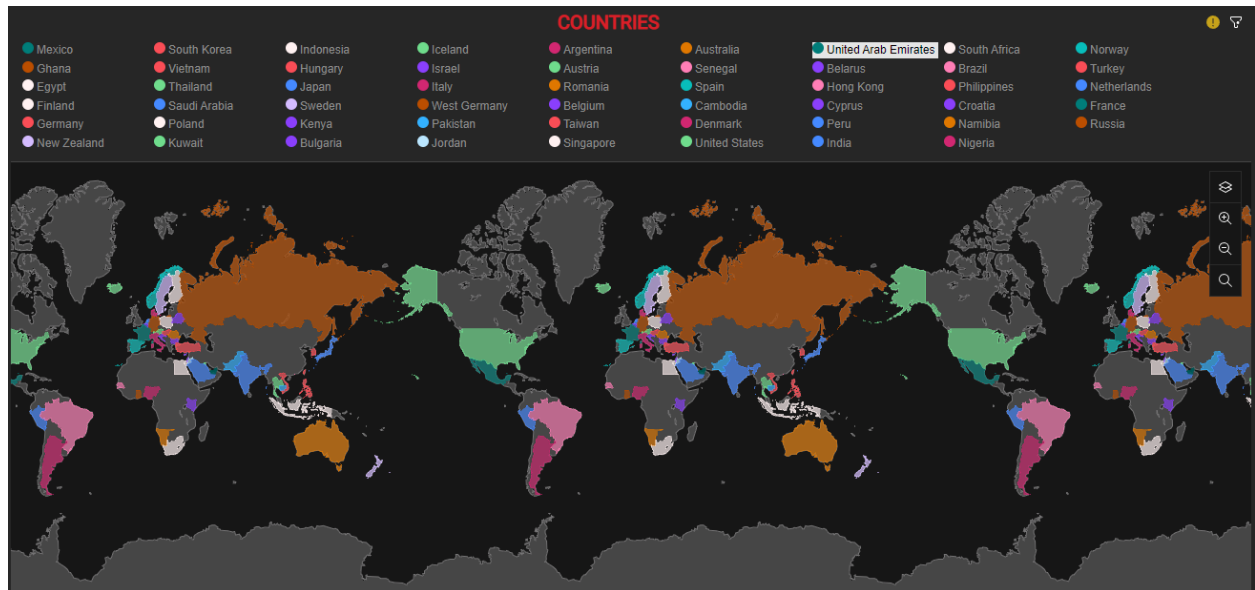 COUNTRIES
Mexico South Korea Indonesia Iceland Argentina Australia United Arab Emirates South Africa Norway
Ghana Vietnam Hungary Israel Austria Senegal Belarus Brazil Turkey
Egypt Thailand Japan Italy Romania Spain Hong Kong Philippines Netherlands
Finland Saudi Arabia Sweden West Germany Belgium Cambodia Cyprus Croatia France
Germany Poland Kenya Pakistan Taiwan Denmark Peru Namibia Russia
New Zealand Kuwait Bulgaria Jordan Singapore United States India Nigeria